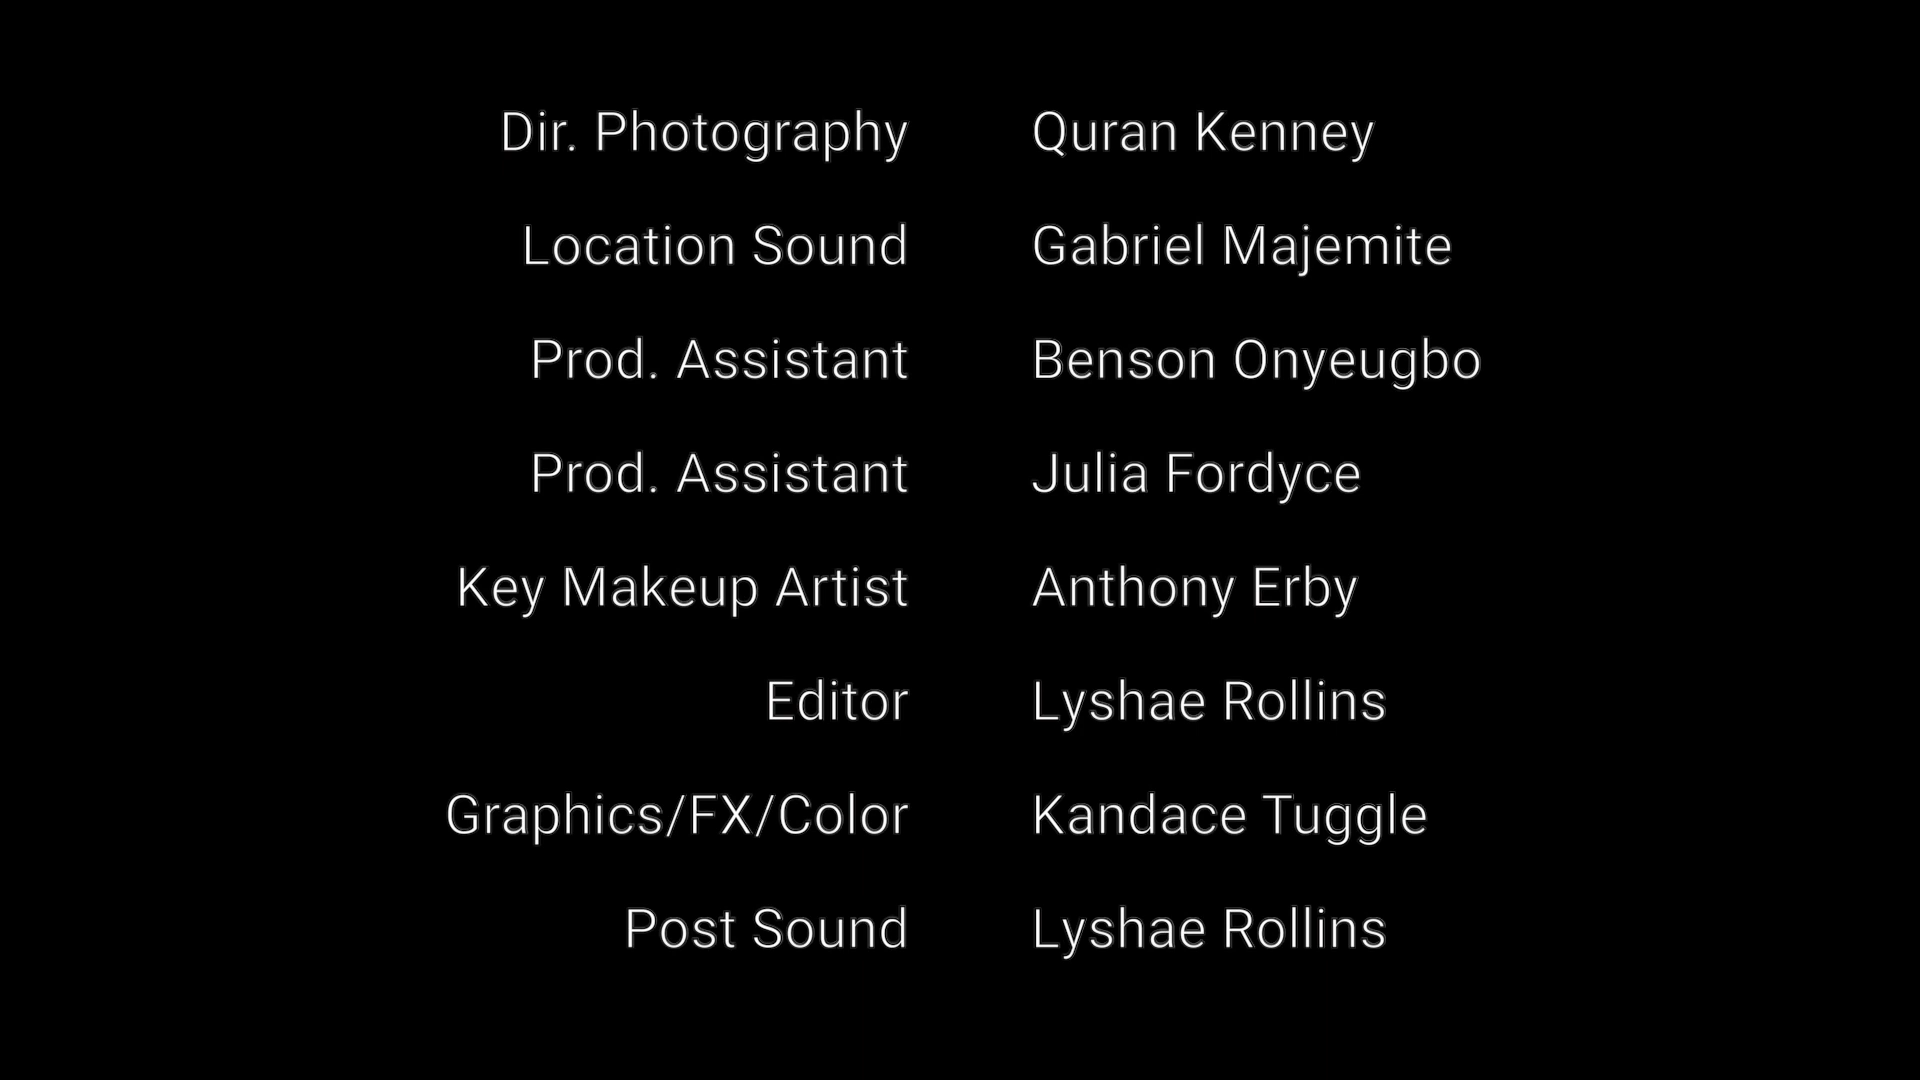 Dir. Photography Quran Kenney
Location Sound Gabriel Majemite
Prod. Assistant Benson Onyeugbo
Prod. Assistant Julia Fordyce
Key Makeup Artist Anthony Erby
Editor Lyshae Rollins
Graphics/FX/Color Kandace Tuggle
Post Sound Lyshae Rollins